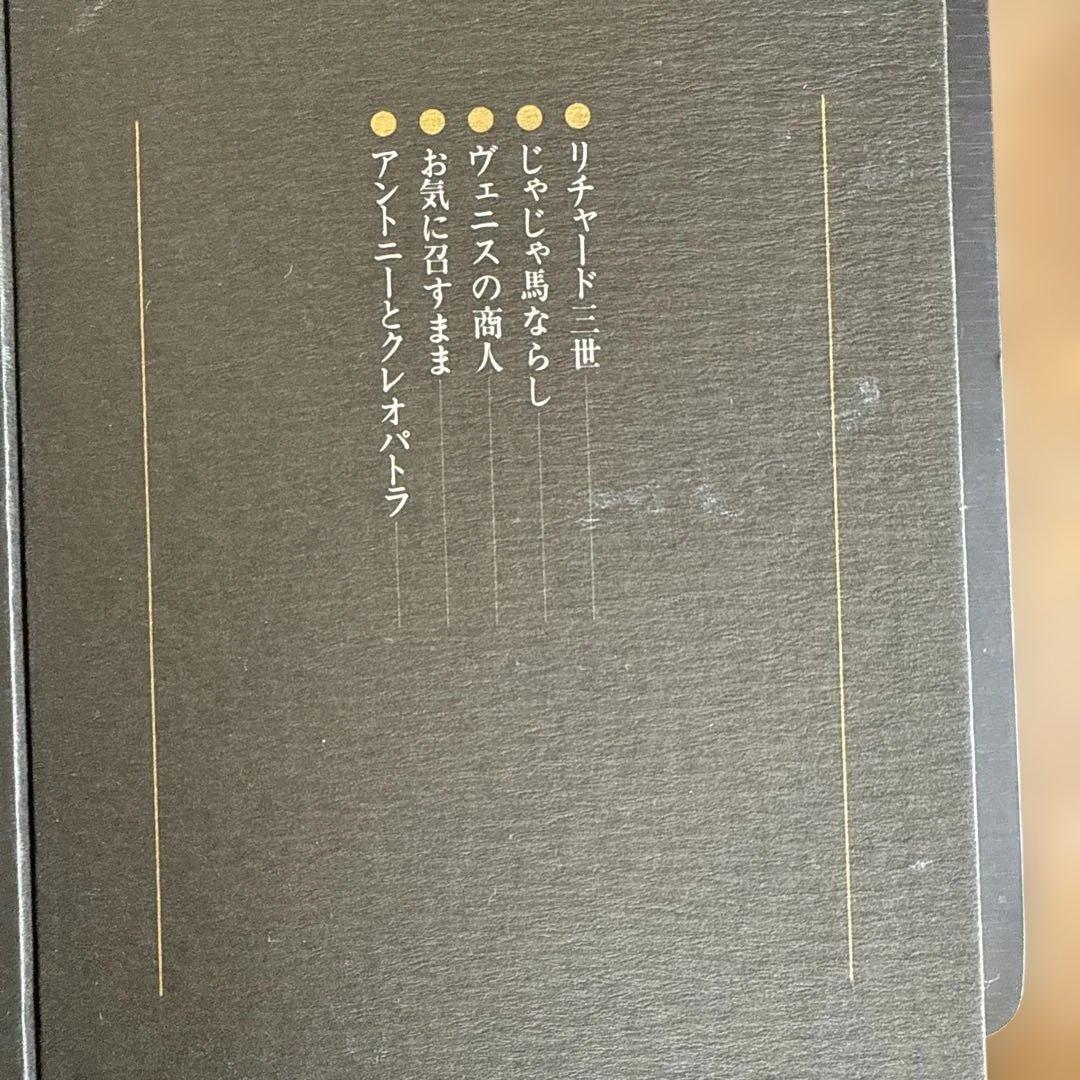 ●リチャード三世
●じゃじゃ馬ならし
●ヴェニスの商人
●お気に召すまま
●アントニーとクレオパトラ